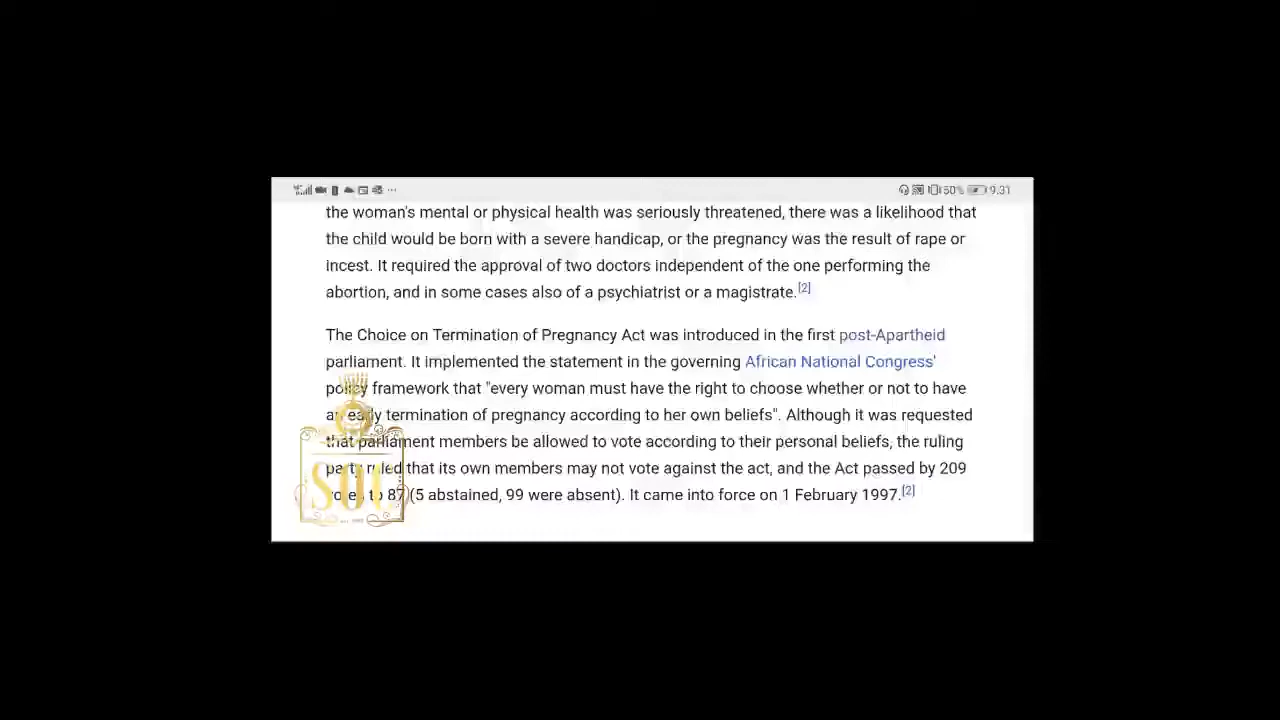 50% 9.31
the woman's mental or physical health was seriously threatened, there was a likelihood that
the child would be born with a severe handicap, or the pregnancy was the result of rape or
incest. It required the approval of two doctors independent of the one performing the
abortion, and in some cases also of a psychiatrist or a magistrate.[2]
The Choice on Termination of Pregnancy Act was introduced in the first post-Apartheid
parliament. It implemented the statement in the governing African National Congress'
policy framework that "every woman must have the right to choose whether or not to have
an early termination of pregnancy according to her own beliefs". Although it was requested
that parliament members be allowed to vote according to their personal beliefs, the ruling
party ruled that its own members may not vote against the act, and the Act passed by 209
votes to 87 (5 abstained, 99 were absent). It came into force on 1 February 1997.[2]
SOU